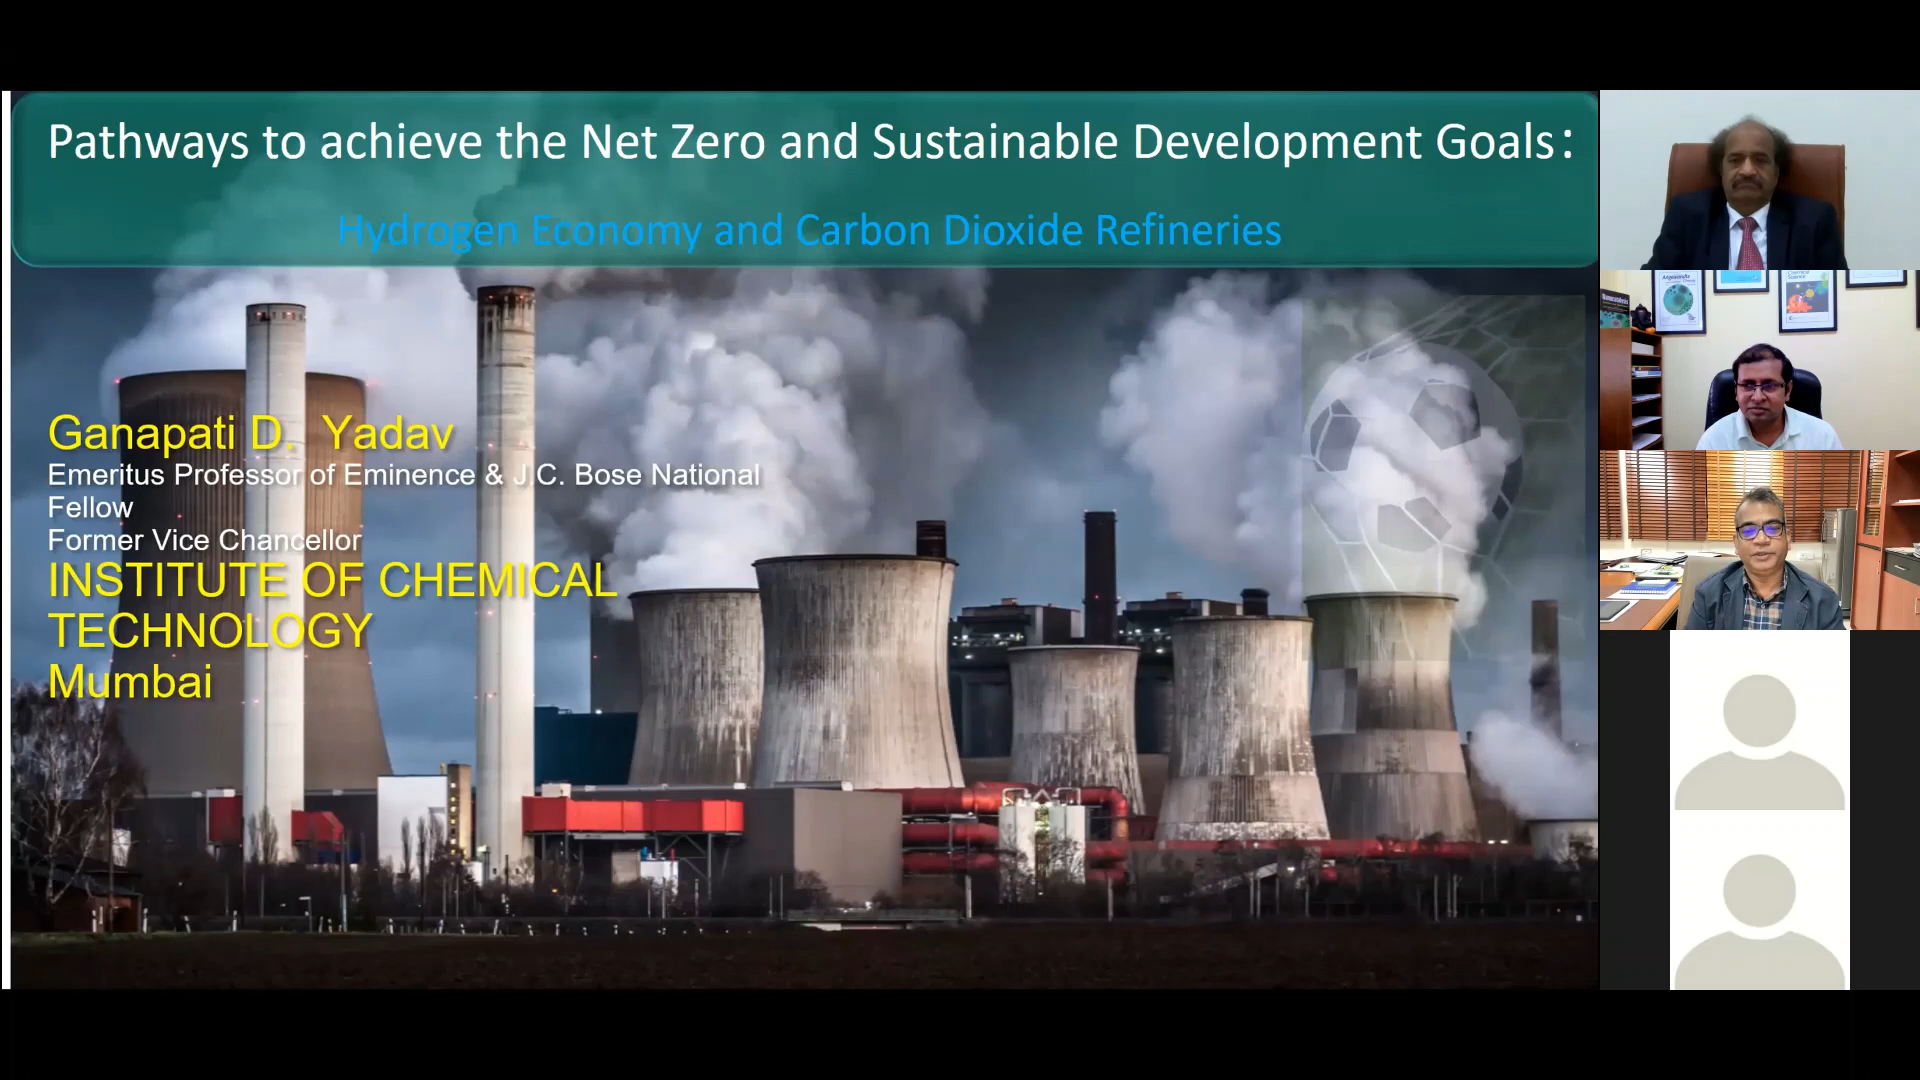 Pathways to achieve the Net Zero and Sustainable Development Goals:
Hydrogen Economy and Carbon Dioxide Refineries
Ganapati D. Yadav
Emeritus Professor of Eminence & J.C. Bose National
Fellow
Former Vice Chancellor
INSTITUTE OF CHEMICAL
TECHNOLOGY
Mumbai